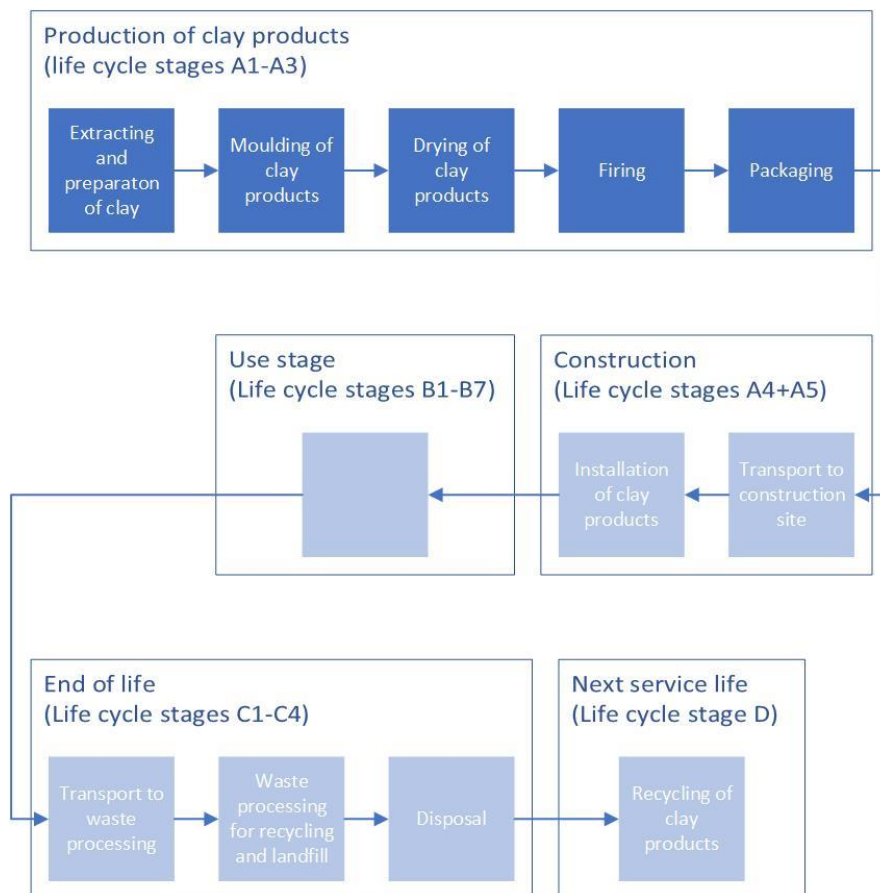 Production of clay products
(life cycle stages A1-A3)
Extracting
and
preparaton
of clay
Moulding of
clay
products
Drying of
clay
products
Firing
Packaging
Use stage
(Life cycle stages B1-B7)
Construction
(Life cycle stages A4+A5)
Installation
of clay
products
Transport to
construction
site
End of life
(Life cycle stages C1-C4)
Transport to
waste
processing
Waste
processing
for recycling
and landfill
Disposal
Next service life
(Life cycle stage D)
Recycling of
clay
products